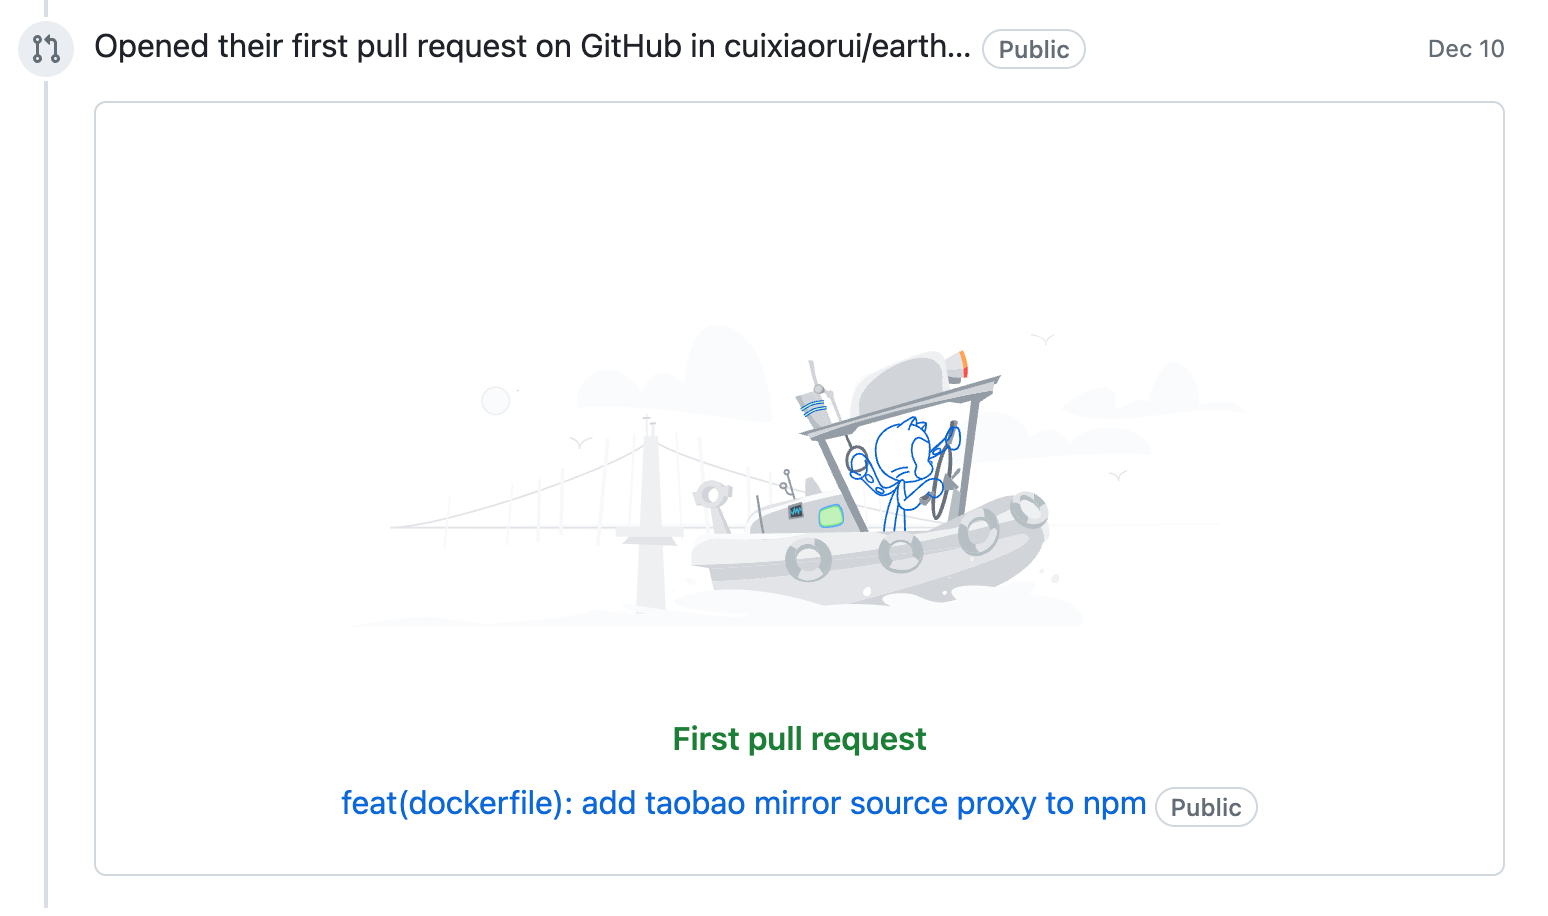 Opened their first pull request on GitHub in cuixiaorui/earth... Public Dec 10
First pull request
feat(dockerfile): add taobao mirror source proxy to npm Public